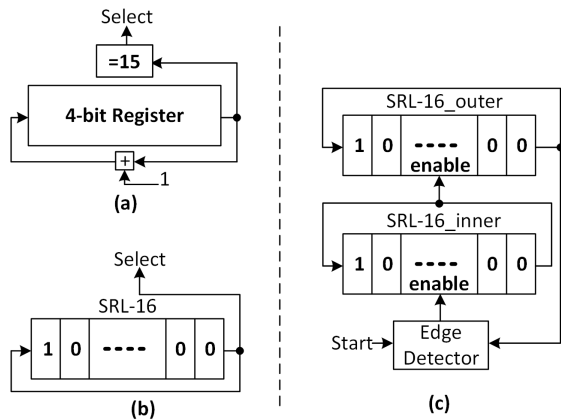 Select
=15
4-bit Register
+
1
(a)
Select
SRL-16
1 0 ---- 0 0
(b)
SRL-16_outer
1 0 ---- 0 0
enable
SRL-16_inner
1 0 ---- 0 0
enable
Start
Edge
Detector
(c)